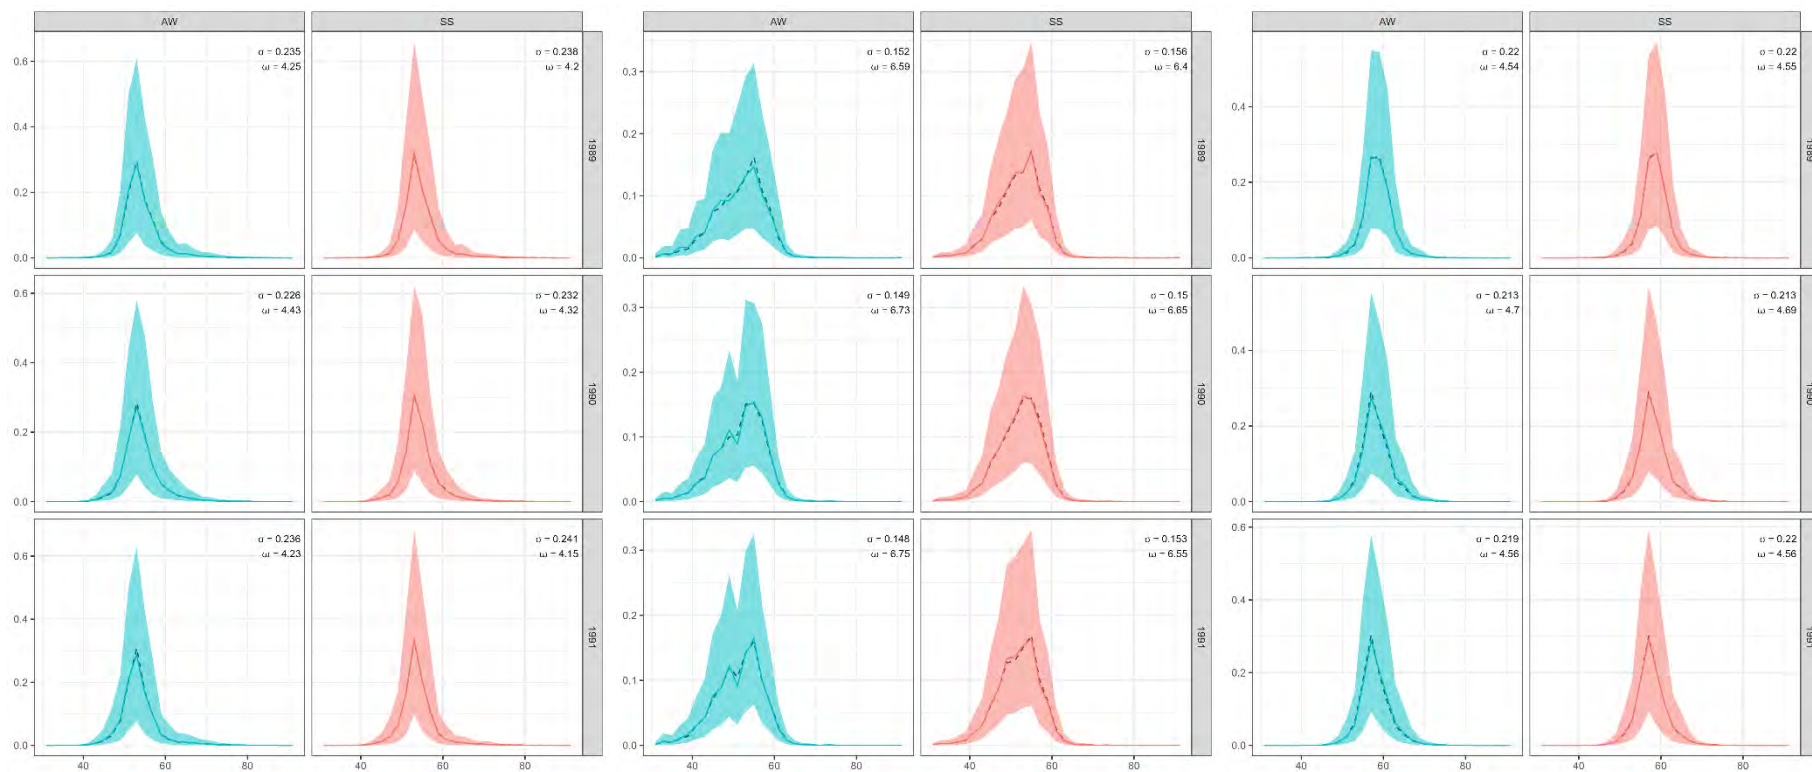 AW SS AW SS AW SS
σ = 0.235
ω = 4.25
σ = 0.238
ω = 4.2
σ = 0.152
ω = 6.59
σ = 0.156
ω = 6.4
σ = 0.22
ω = 4.54
σ = 0.22
ω = 4.55
0.6
0.4
0.2
0.0
0.3
0.2
0.1
0.0
0.4
0.2
0.0
1989
1989
1989
σ = 0.226
ω = 4.43
σ = 0.232
ω = 4.32
σ = 0.149
ω = 6.73
σ = 0.15
ω = 6.65
σ = 0.213
ω = 4.7
σ = 0.213
ω = 4.69
0.6
0.4
0.2
0.0
0.3
0.2
0.1
0.0
0.4
0.2
0.0
1990
1990
1990
σ = 0.236
ω = 4.23
σ = 0.241
ω = 4.15
σ = 0.148
ω = 6.75
σ = 0.153
ω = 6.55
σ = 0.219
ω = 4.56
σ = 0.22
ω = 4.56
0.6
0.4
0.2
0.0
0.3
0.2
0.1
0.0
0.6
0.4
0.2
0.0
1991
1991
1991
40 60 80 40 60 80 40 60 80 40 60 80 40 60 80 40 60 80